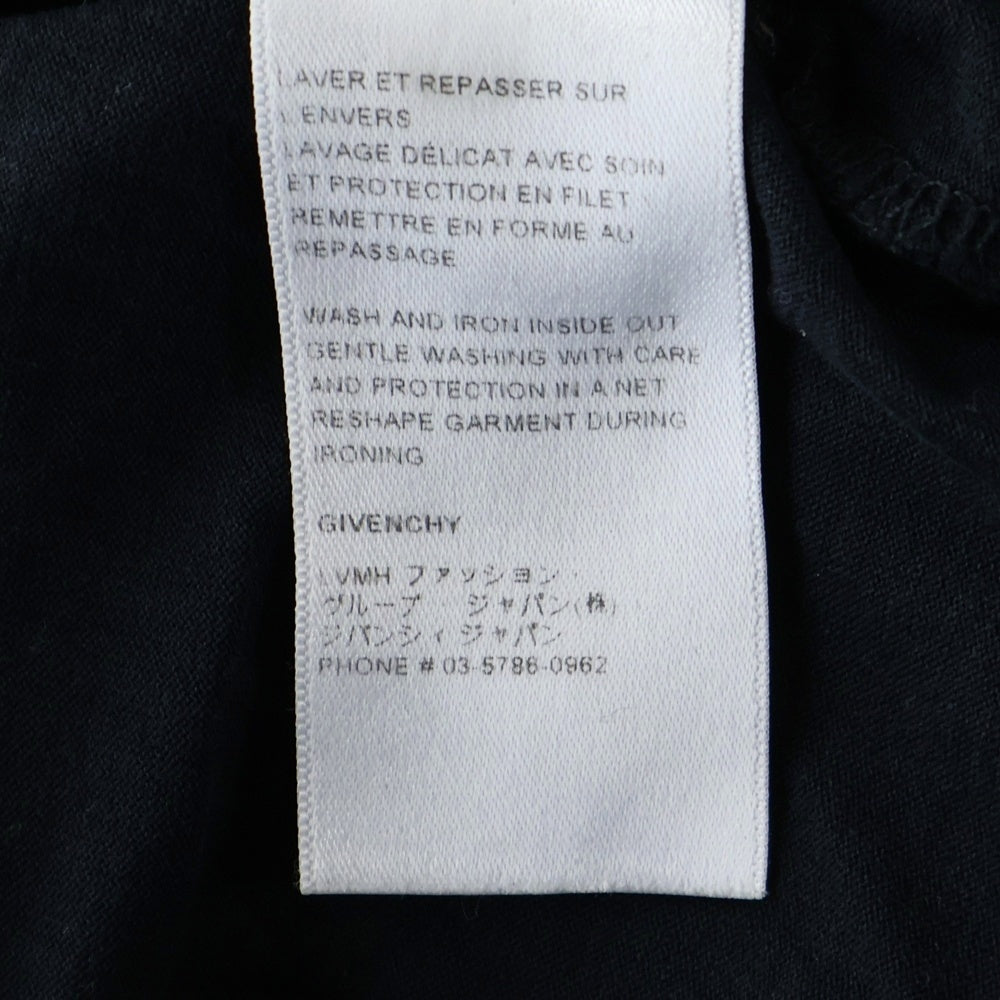 LAVER ET REPASSER SUR
L'ENVERS
LAVAGE DÉLICAT AVEC SOIN
ET PROTECTION EN FILET
REMETTRE EN FORME AU
REPASSAGE
WASH AND IRON INSIDE OUT
GENTLE WASHING WITH CARE
AND PROTECTION IN A NET
RESHAPE GARMENT DURING
IRONING
GIVENCHY
LVMH ファッション・
グループ・ジャパン(株)
ジバンシィ ジャパン
PHONE # 03-5786-0962